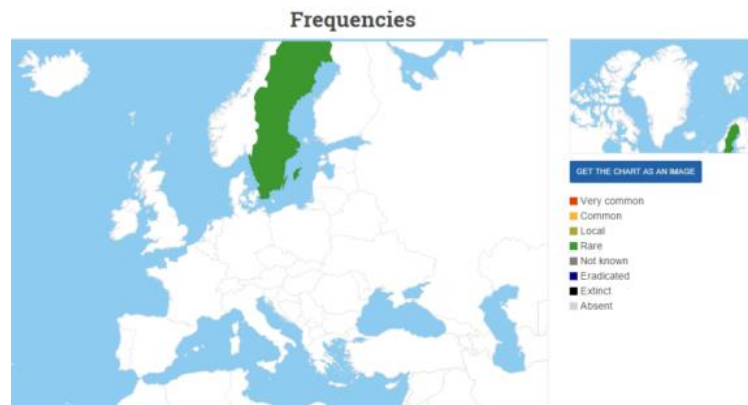 Frequencies
GET THE CHART AS AN IMAGE
Very common
Common
Local
Rare
Not known
Eradicated
Extinct
Absent